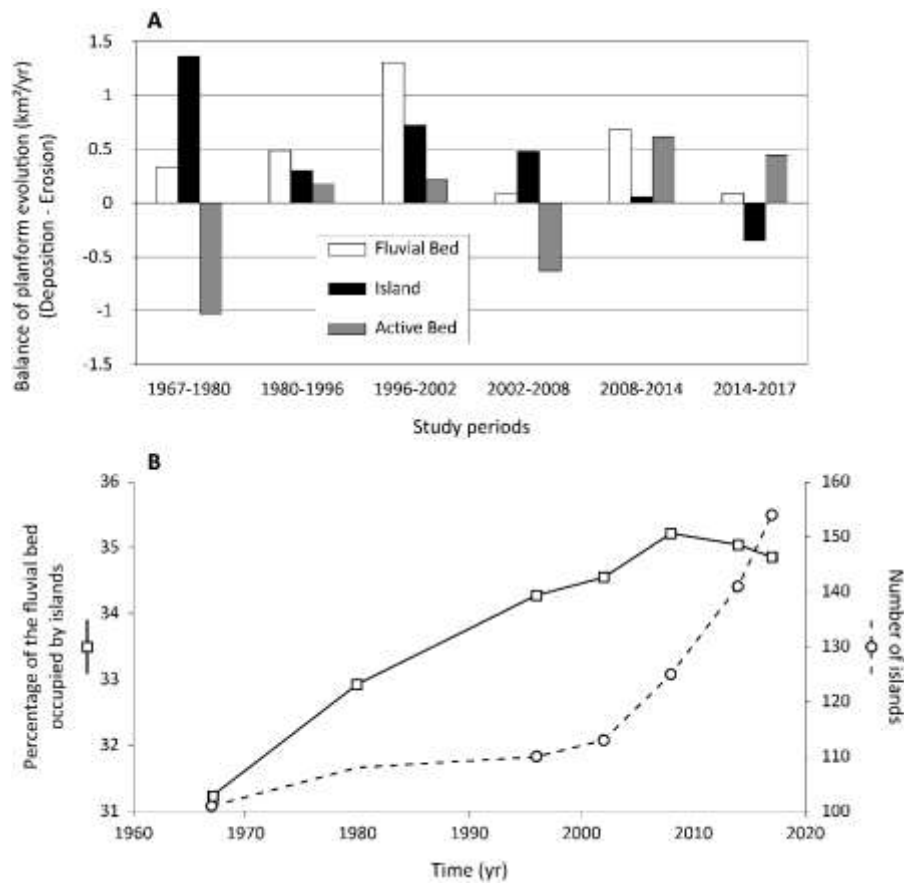 A
Balance of planform evolution (km²/yr)
(Deposition - Erosion)
1.5
1
0.5
0
-0.5
-1
-1.5
Fluvial Bed
Island
Active Bed
1967-1980 1980-1996 1996-2002 2002-2008 2008-2014 2014-2017
Study periods
B
Percentage of the fluvial bed
occupied by islands
36
35
34
33
32
31
160
150
140
130
120
110
100
Number of islands
1960 1970 1980 1990 2000 2010 2020
Time (yr)